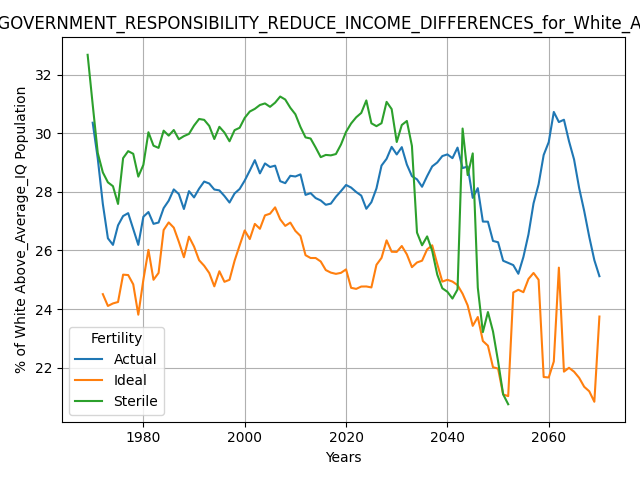 GOVERNMENT_RESPONSIBILITY_REDUCE_INCOME_DIFFERENCES_for_White_A
% of White Above_Average_IQ Population
32
30
28
26
24
22
Fertility
Actual
Ideal
Sterile
1980 2000 2020 2040 2060
Years